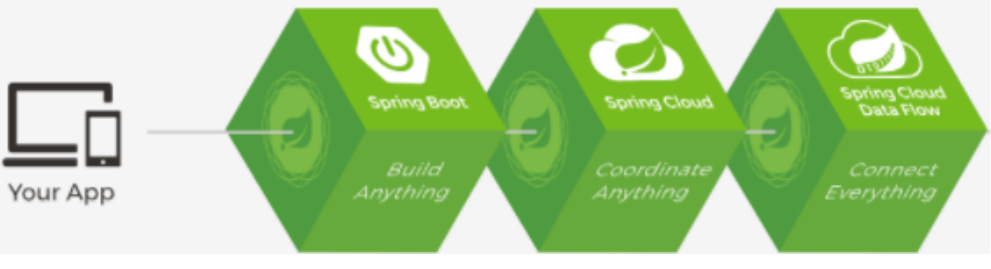 Your App
Spring Boot
Build
Anything
Spring Cloud
Coordinate
Anything
Spring Cloud
Data Flow
Connect
Everything